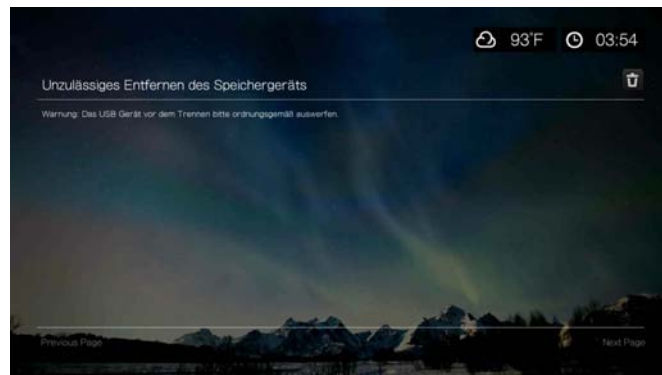 93°F 03:54
Unzulässiges Entfernen des Speichergeräts
Warnung: Das USB Gerät vor dem Trennen bitte ordnungsgemäß auswerfen.
Previous Page Next Page